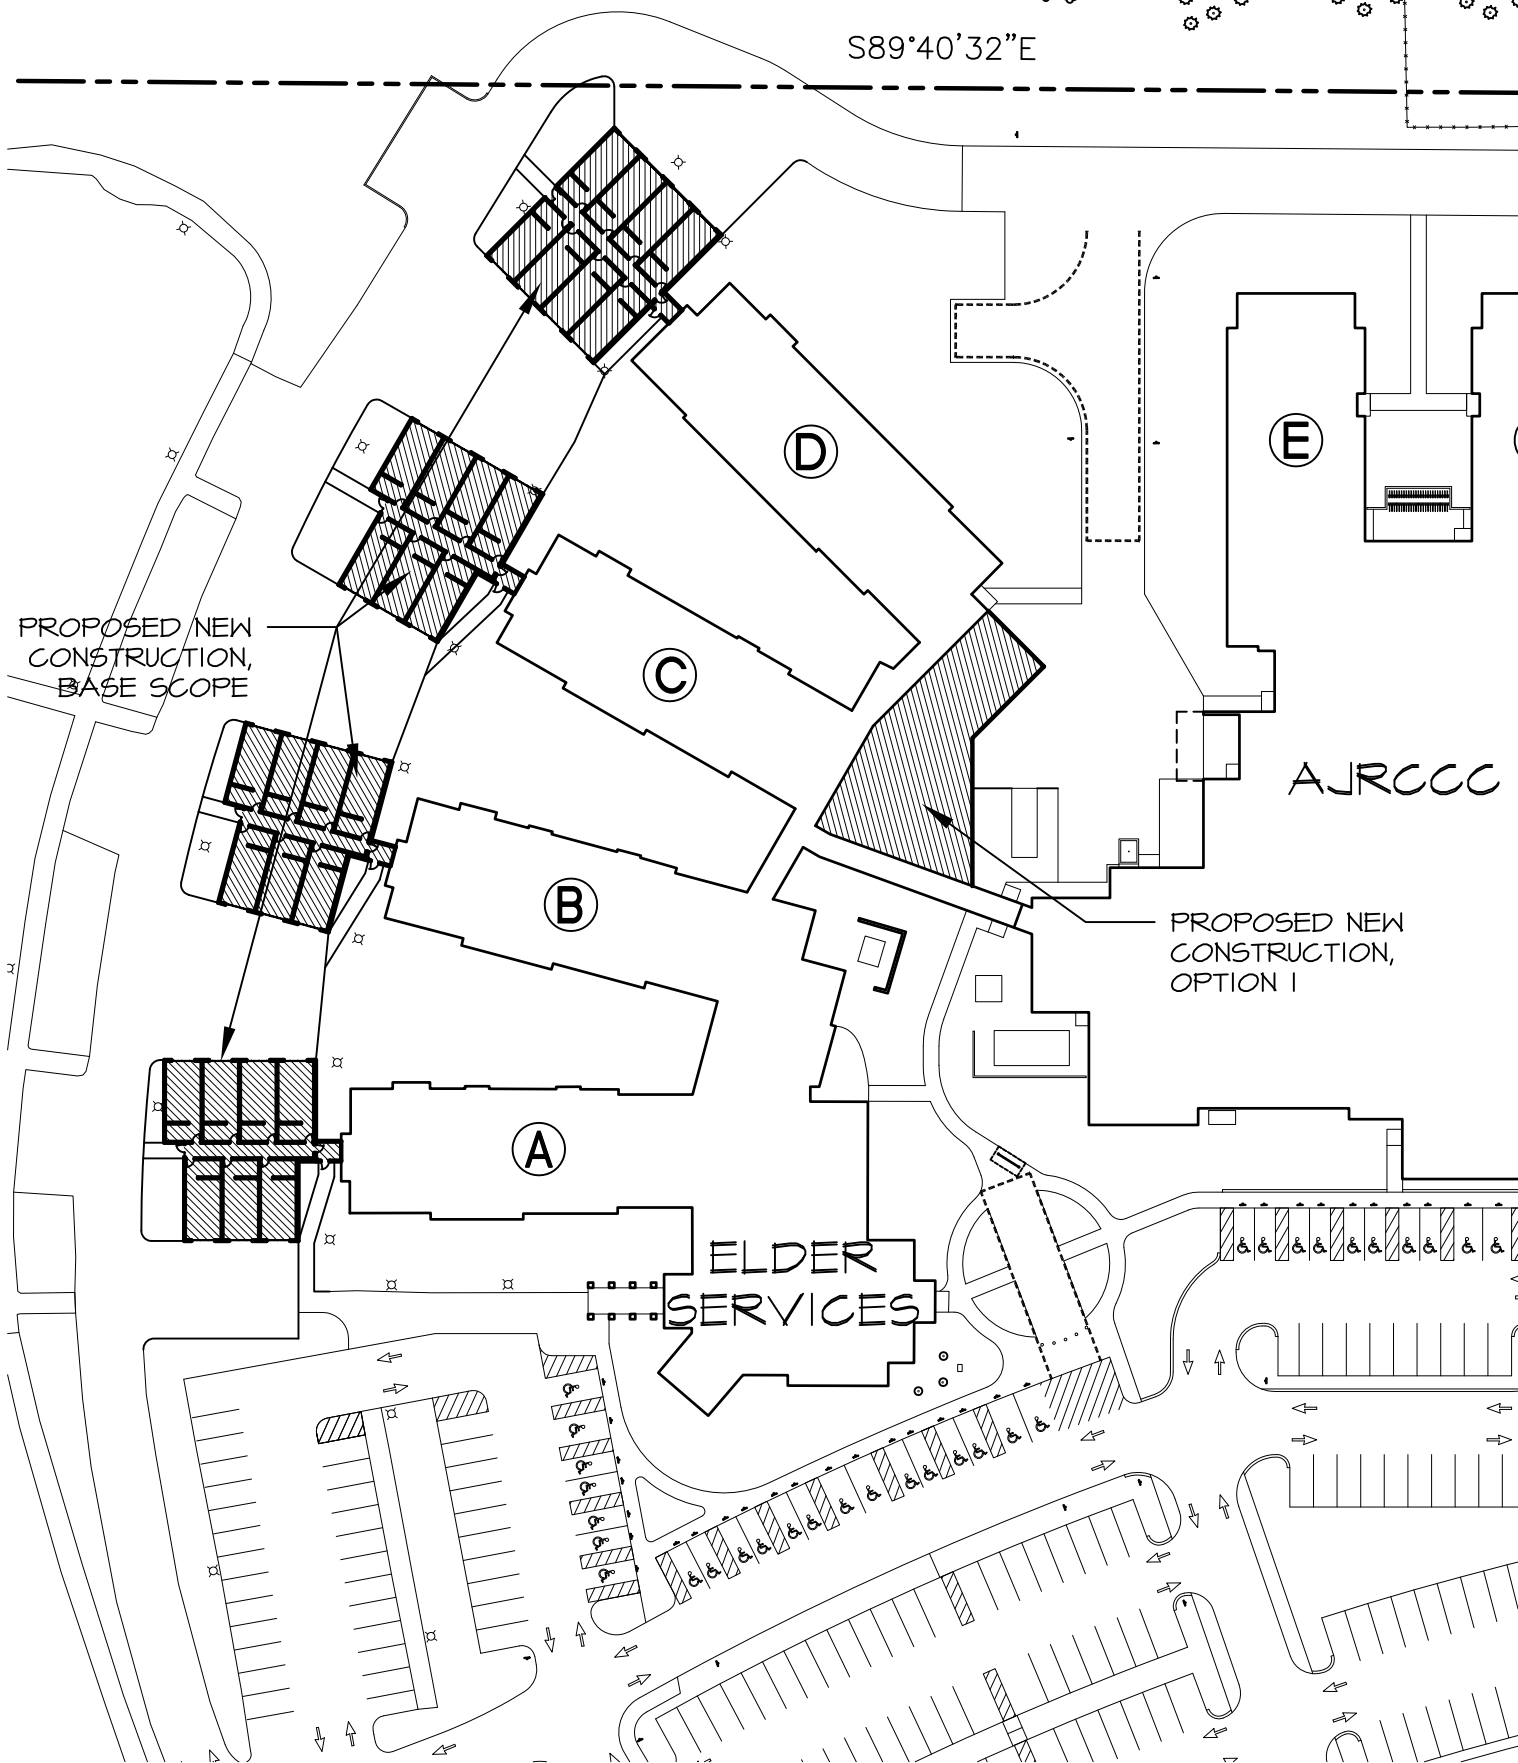 S89°40'32"E
D
E
C
PROPOSED NEW
CONSTRUCTION,
BASE SCOPE
AJRCCC
B
PROPOSED NEW
CONSTRUCTION,
OPTION 1
A
ELDER
SERVICES